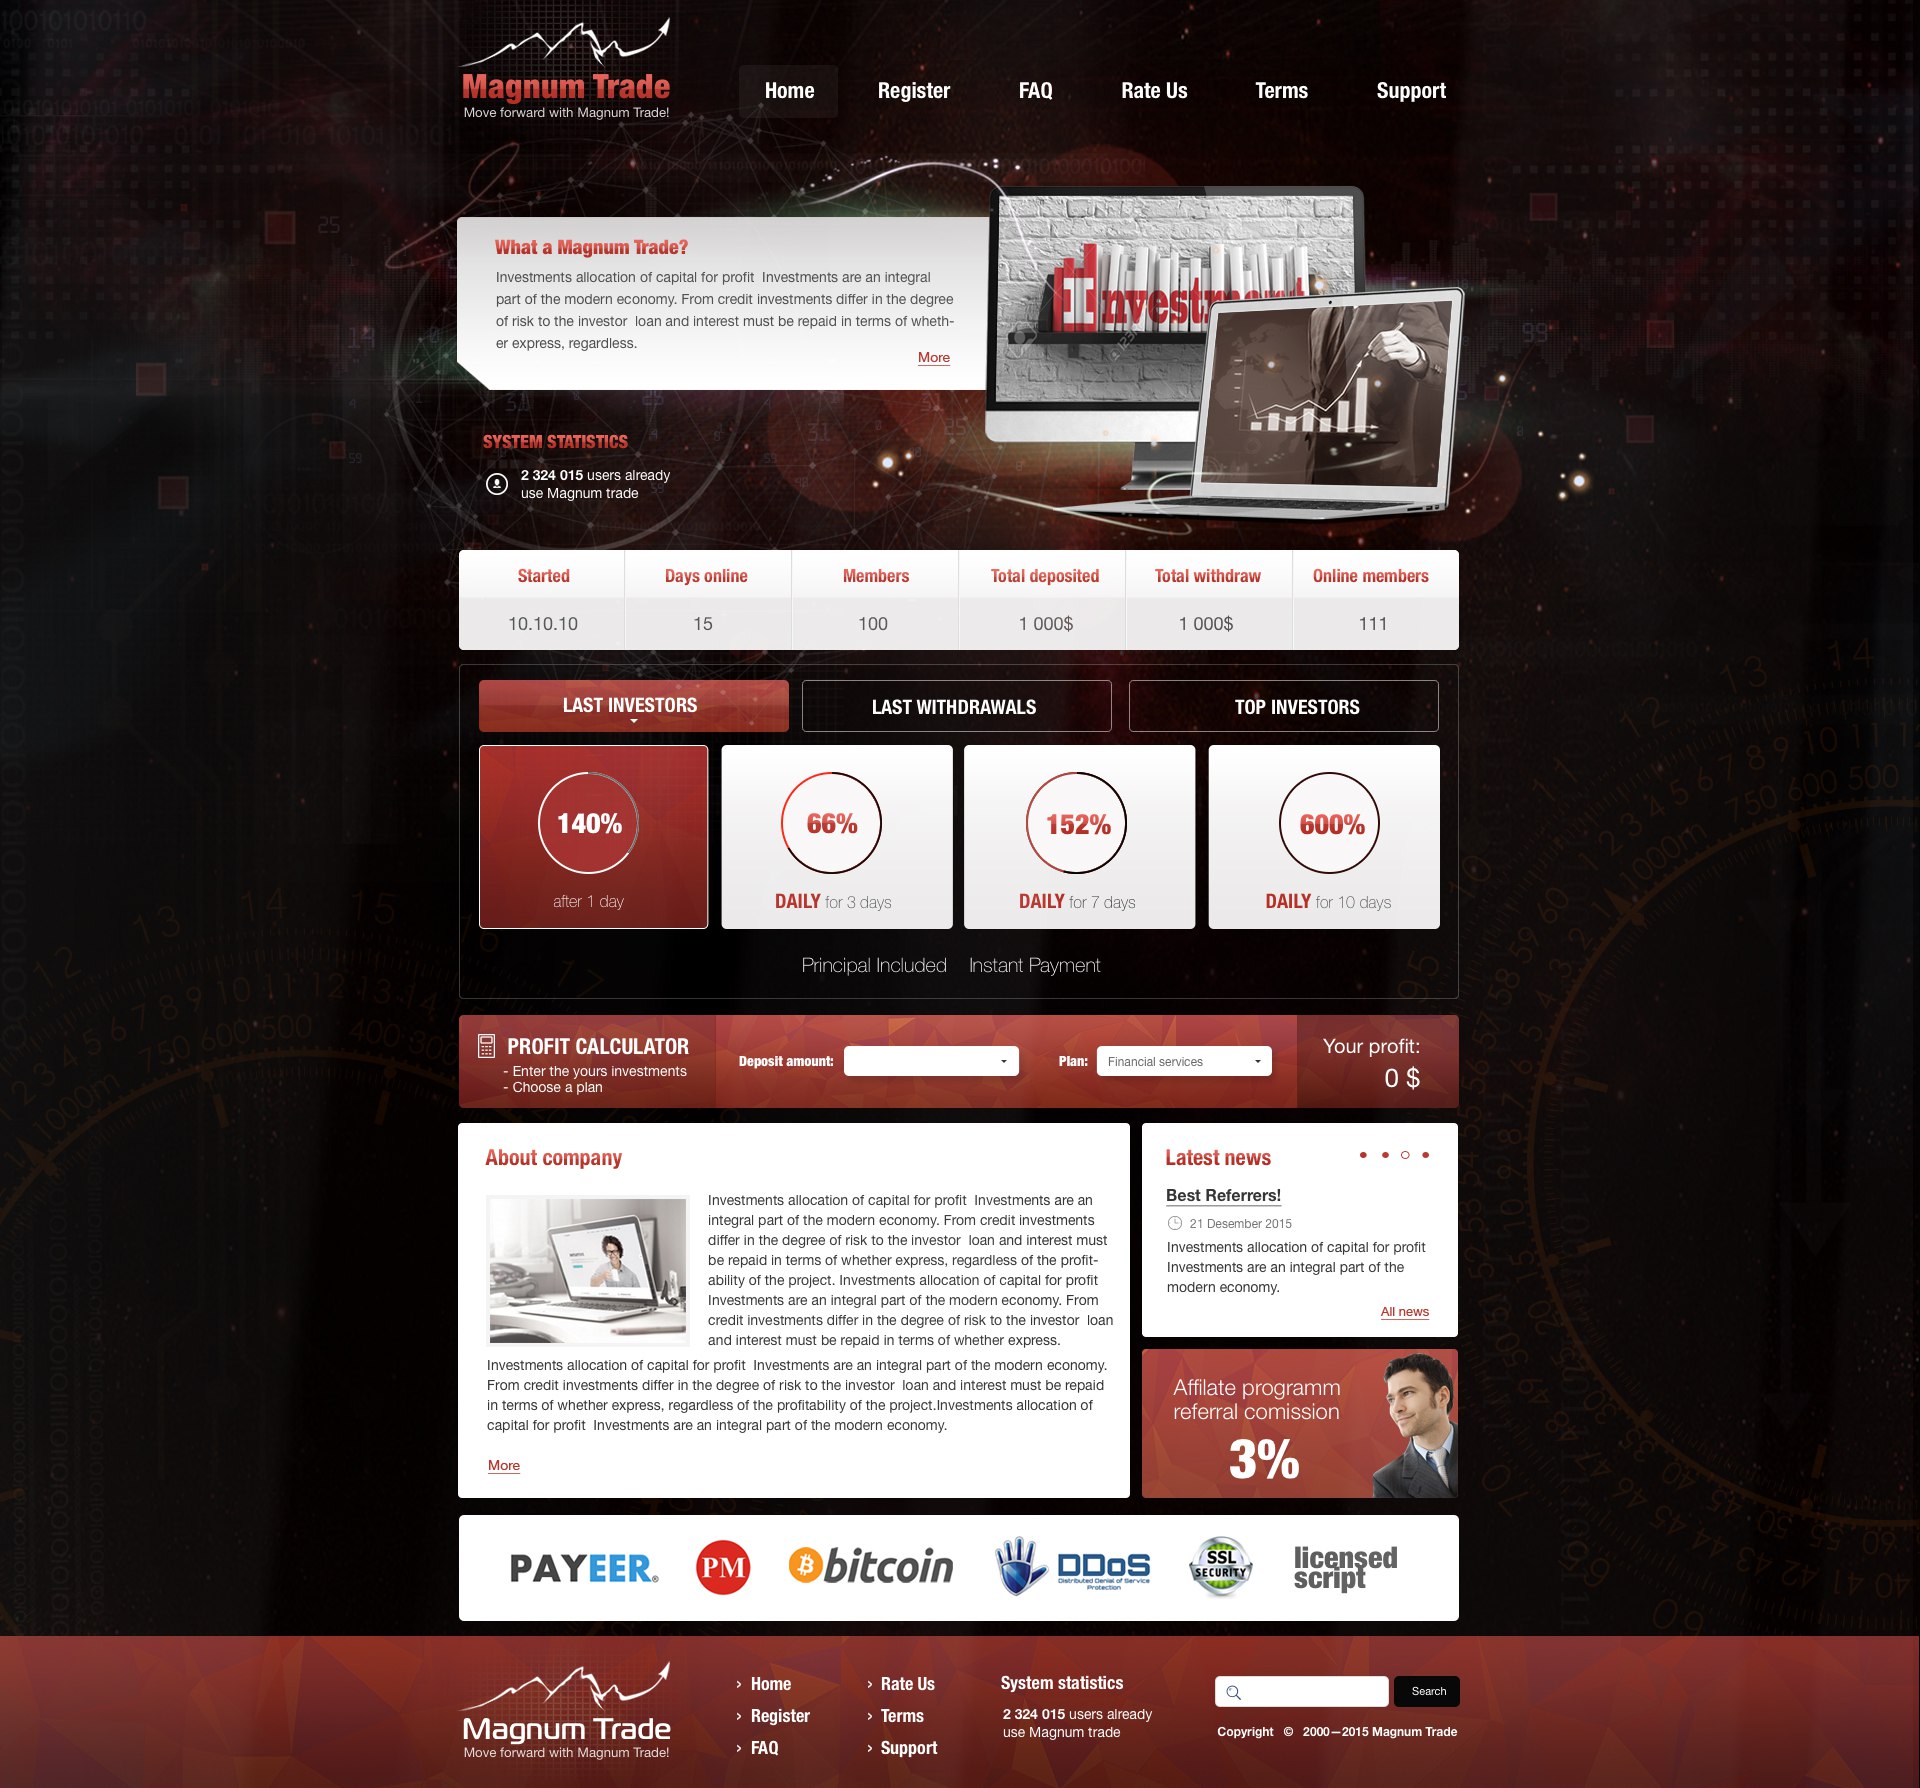 Magnum Trade
Move forward with Magnum Trade!
Home
Register
FAQ
Rate Us
Terms
Support
What a Magnum Trade?
Investments allocation of capital for profit Investments are an integral
part of the modern economy. From credit investments differ in the degree
of risk to the investor loan and interest must be repaid in terms of wheth-
er express, regardless.
More
Investment
SYSTEM STATISTICS
2 324 015 users already
use Magnum trade
Started
Days online
Members
Total deposited
Total withdraw
Online members
10.10.10
15
100
1 000$
1 000$
111
LAST INVESTORS
LAST WITHDRAWALS
TOP INVESTORS
140%
66%
152%
600%
after 1 day
DAILY for 3 days
DAILY for 7 days
DAILY for 10 days
Principal Included Instant Payment
PROFIT CALCULATOR
- Enter the yours investments
- Choose a plan
Deposit amount:
Plan:
Financial services
Your profit:
0 $
About company
Investments allocation of capital for profit Investments are an
integral part of the modern economy. From credit investments
differ in the degree of risk to the investor loan and interest must
be repaid in terms of whether express, regardless of the profit-
ability of the project. Investments allocation of capital for profit
Investments are an integral part of the modern economy. From
credit investments differ in the degree of risk to the investor loan
and interest must be repaid in terms of whether express.
Investments allocation of capital for profit Investments are an integral part of the modern economy.
From credit investments differ in the degree of risk to the investor loan and interest must be repaid
in terms of whether express, regardless of the profitability of the project.Investments allocation of
capital for profit Investments are an integral part of the modern economy.
More
Latest news
Best Referrers!
21 Desember 2015
Investments allocation of capital for profit
Investments are an integral part of the
modern economy.
All news
Affilate programm
referral comission
3%
PAYEER®
PM
bitcoin
DDoS
Distributed Denial of Service
Protection
SSL
SECURITY
licensed
script
Magnum Trade
Move forward with Magnum Trade!
› Home
› Register
› FAQ
› Rate Us
› Terms
› Support
System statistics
2 324 015 users already
use Magnum trade
Search
Copyright © 2000—2015 Magnum Trade